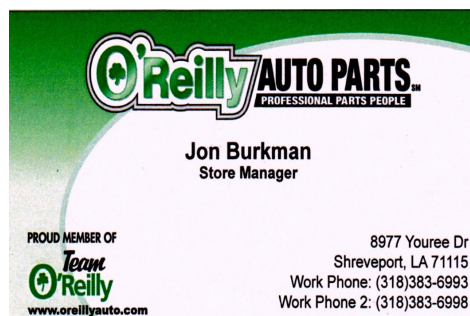 O'Reilly AUTO PARTS SM
PROFESSIONAL PARTS PEOPLE
Jon Burkman
Store Manager
PROUD MEMBER OF
Team
O'Reilly
www.oreillyauto.com
8977 Youree Dr
Shreveport, LA 71115
Work Phone: (318)383-6993
Work Phone 2: (318)383-6998